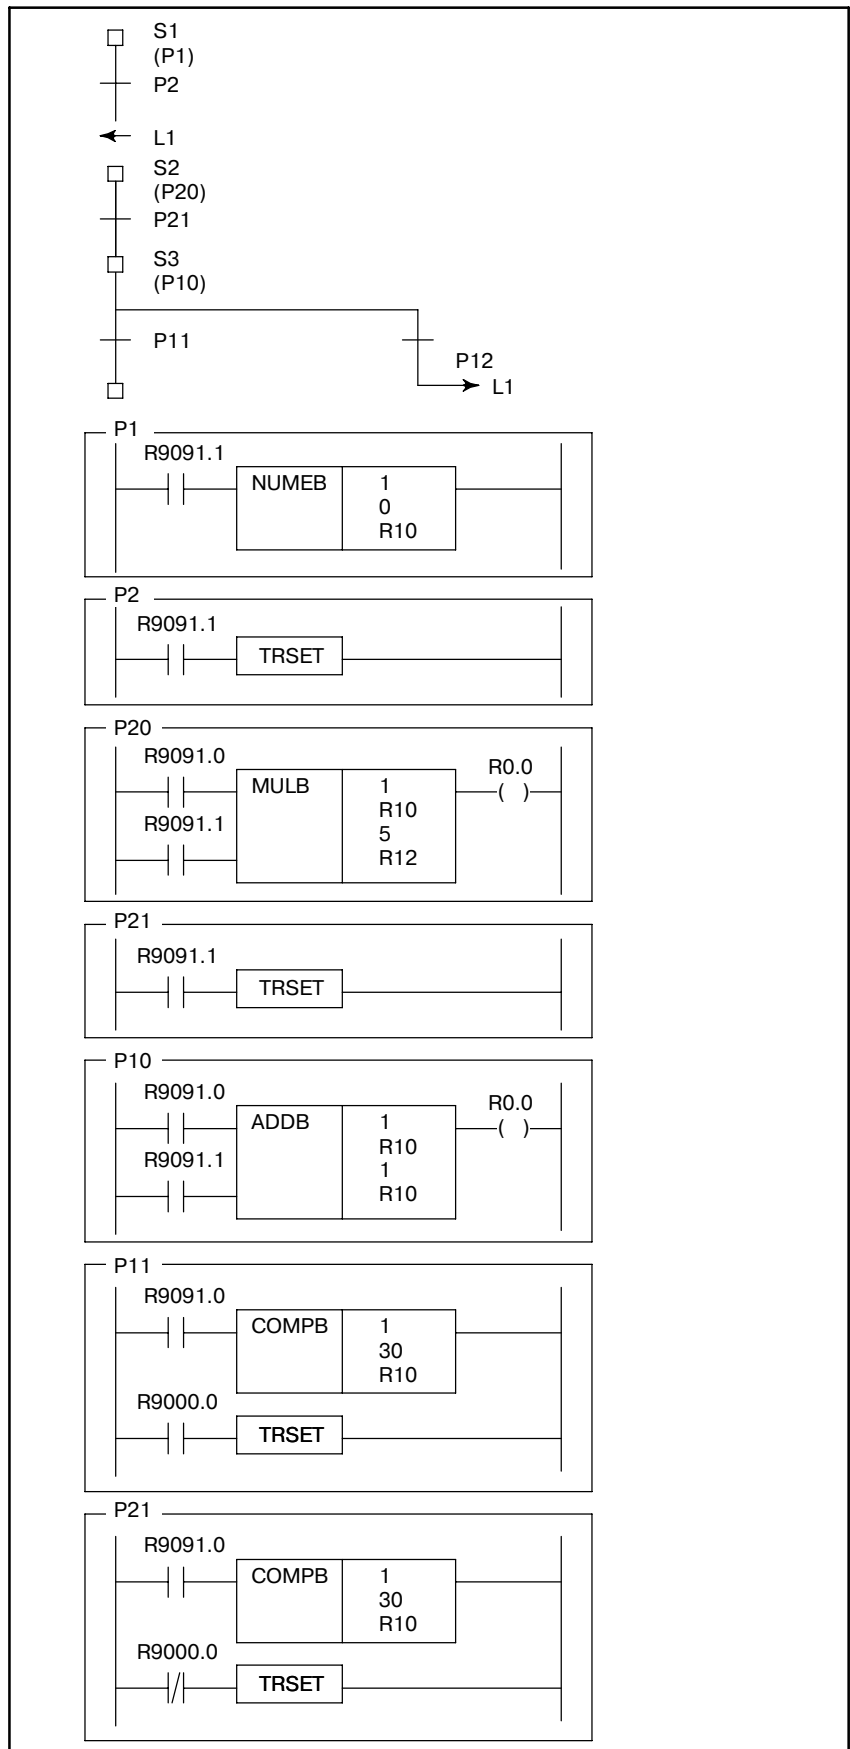 S1
(P1)
P2
L1
S2
(P20)
P21
S3
(P10)
P11
P12
L1
P1
R9091.1
NUMEB 1
0
R10
P2
R9091.1
TRSET
P20
R9091.0
MULB 1 R0.0
( )
R10
R9091.1
5
R12
P21
R9091.1
TRSET
P10
R9091.0
ADDB 1 R0.0
( )
R10
R9091.1
1
R10
P11
R9091.0
COMPB 1
30
R10
R9000.0
TRSET
P21
R9091.0
COMPB 1
30
R10
R9000.0
TRSET